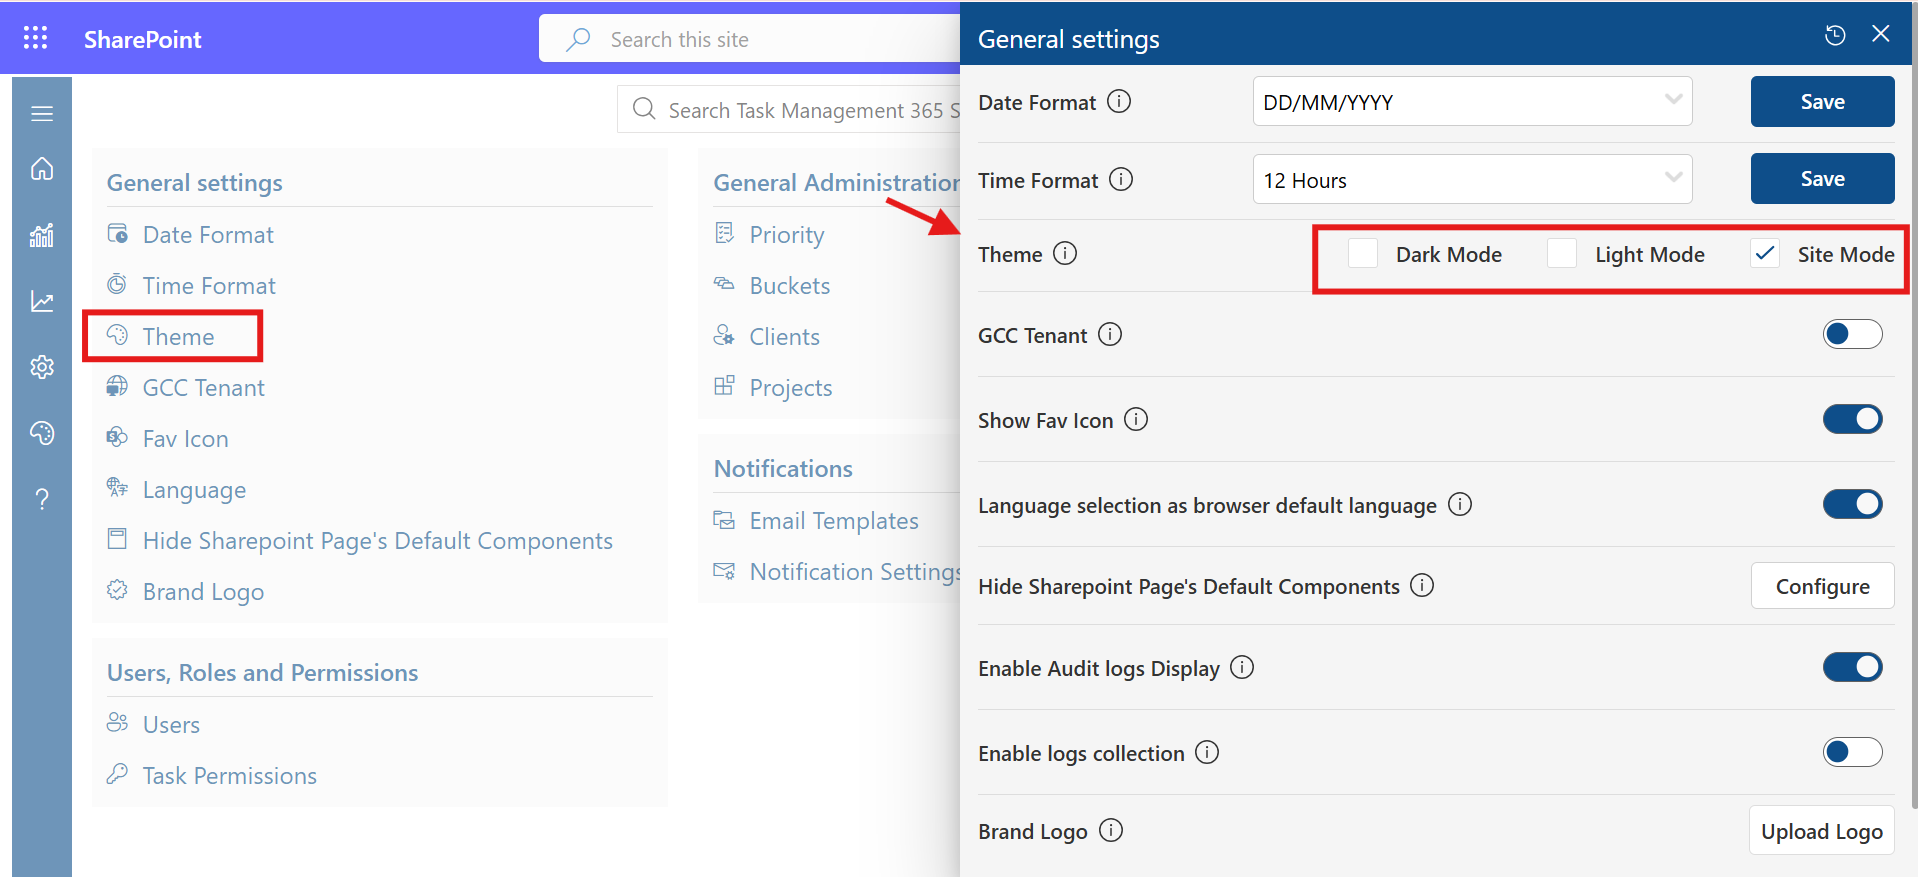 SharePoint
Search this site
Search Task Management 365 S
General settings
Date Format
Time Format
Theme
GCC Tenant
Fav Icon
Language
Hide Sharepoint Page's Default Components
Brand Logo
Users, Roles and Permissions
Users
Task Permissions
General Administration
Priority
Buckets
Clients
Projects
Notifications
Email Templates
Notification Settings
General settings
Date Format
DD/MM/YYYY
Save
Time Format
12 Hours
Save
Theme
Dark Mode
Light Mode
Site Mode
GCC Tenant
Show Fav Icon
Language selection as browser default language
Hide Sharepoint Page's Default Components
Configure
Enable Audit logs Display
Enable logs collection
Brand Logo
Upload Logo